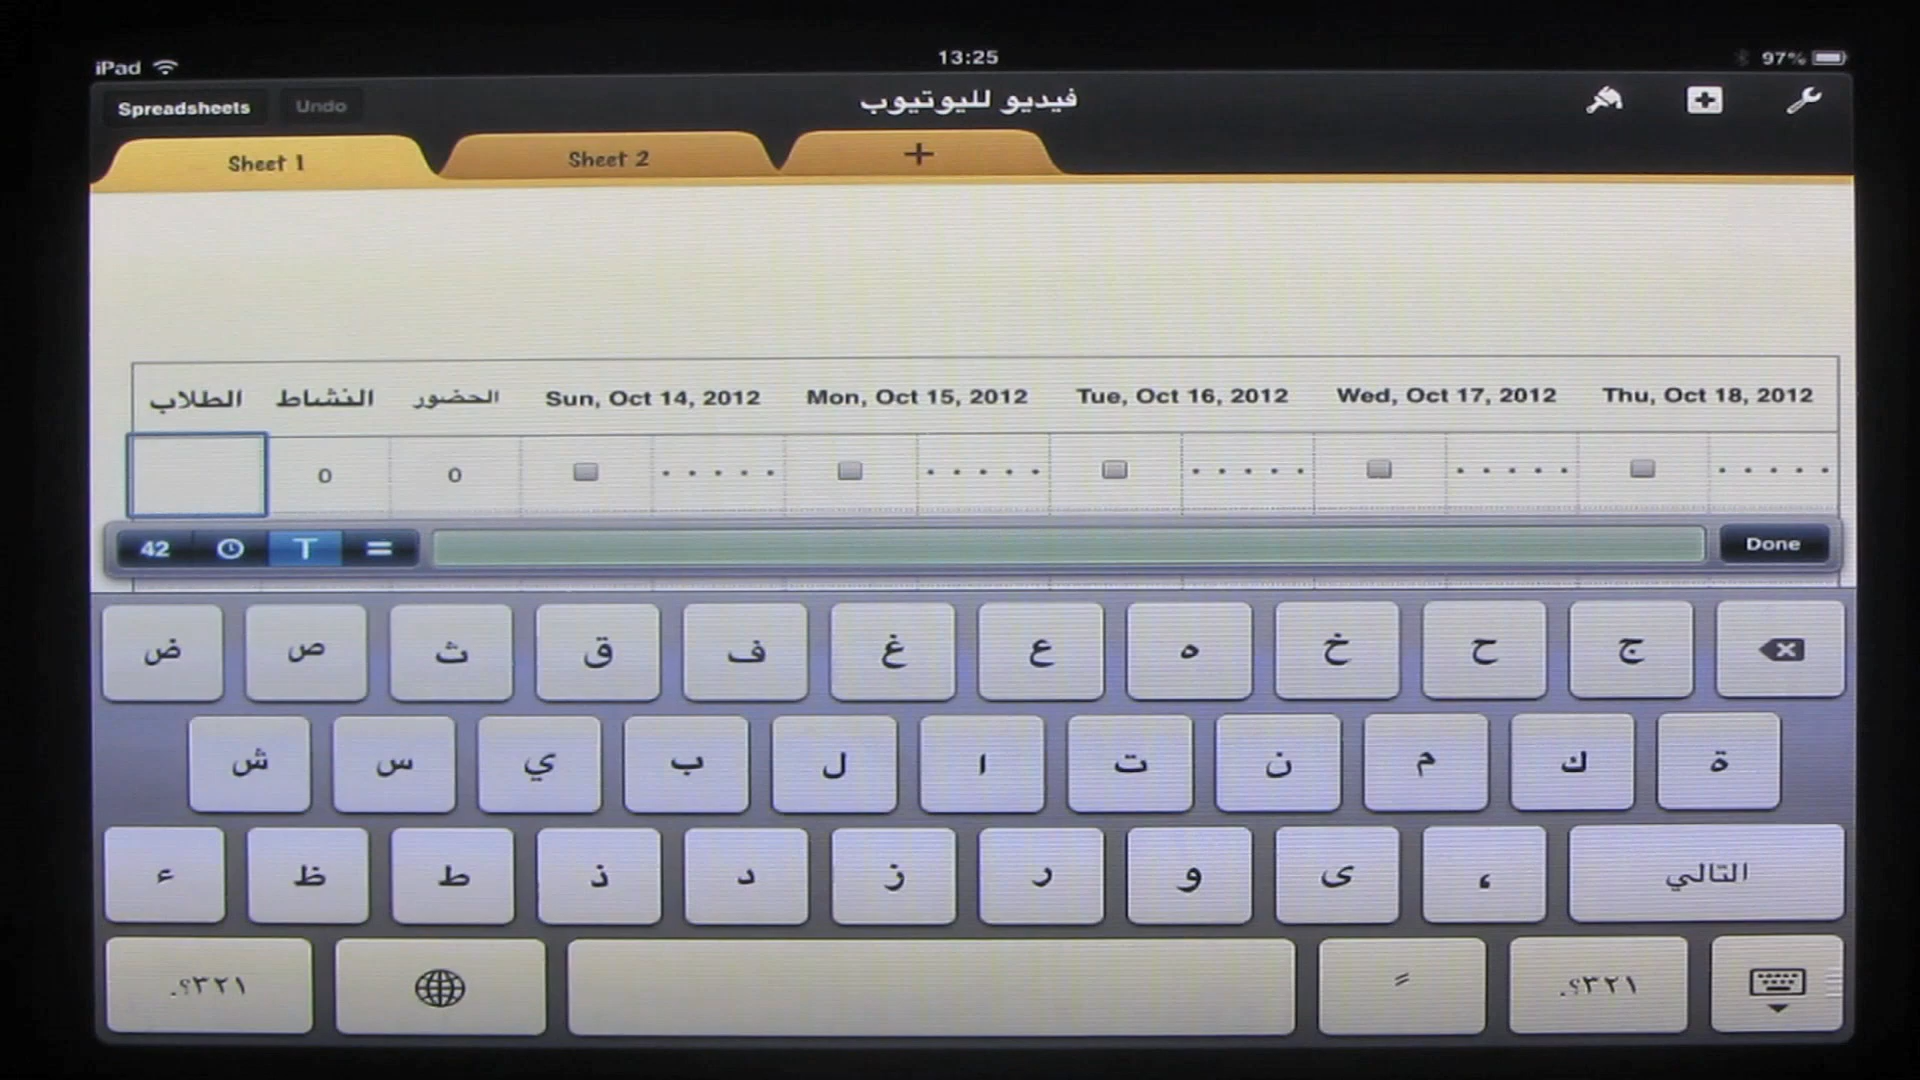 iPad 13:25 97%
Spreadsheets Undo فيديو لليوتيوب
Sheet 1 Sheet 2 +
الطلاب النشاط الحضور Sun, Oct 14, 2012 Mon, Oct 15, 2012 Tue, Oct 16, 2012 Wed, Oct 17, 2012 Thu, Oct 18, 2012
0 0
42 T = Done
ض ص ث ق ف غ ع ه خ ح ج
ش س ي ب ل ا ت ن م ك ة
ء ظ ط ذ د ز ر و ى ، التالي
.؟٣٢١ .؟٣٢١